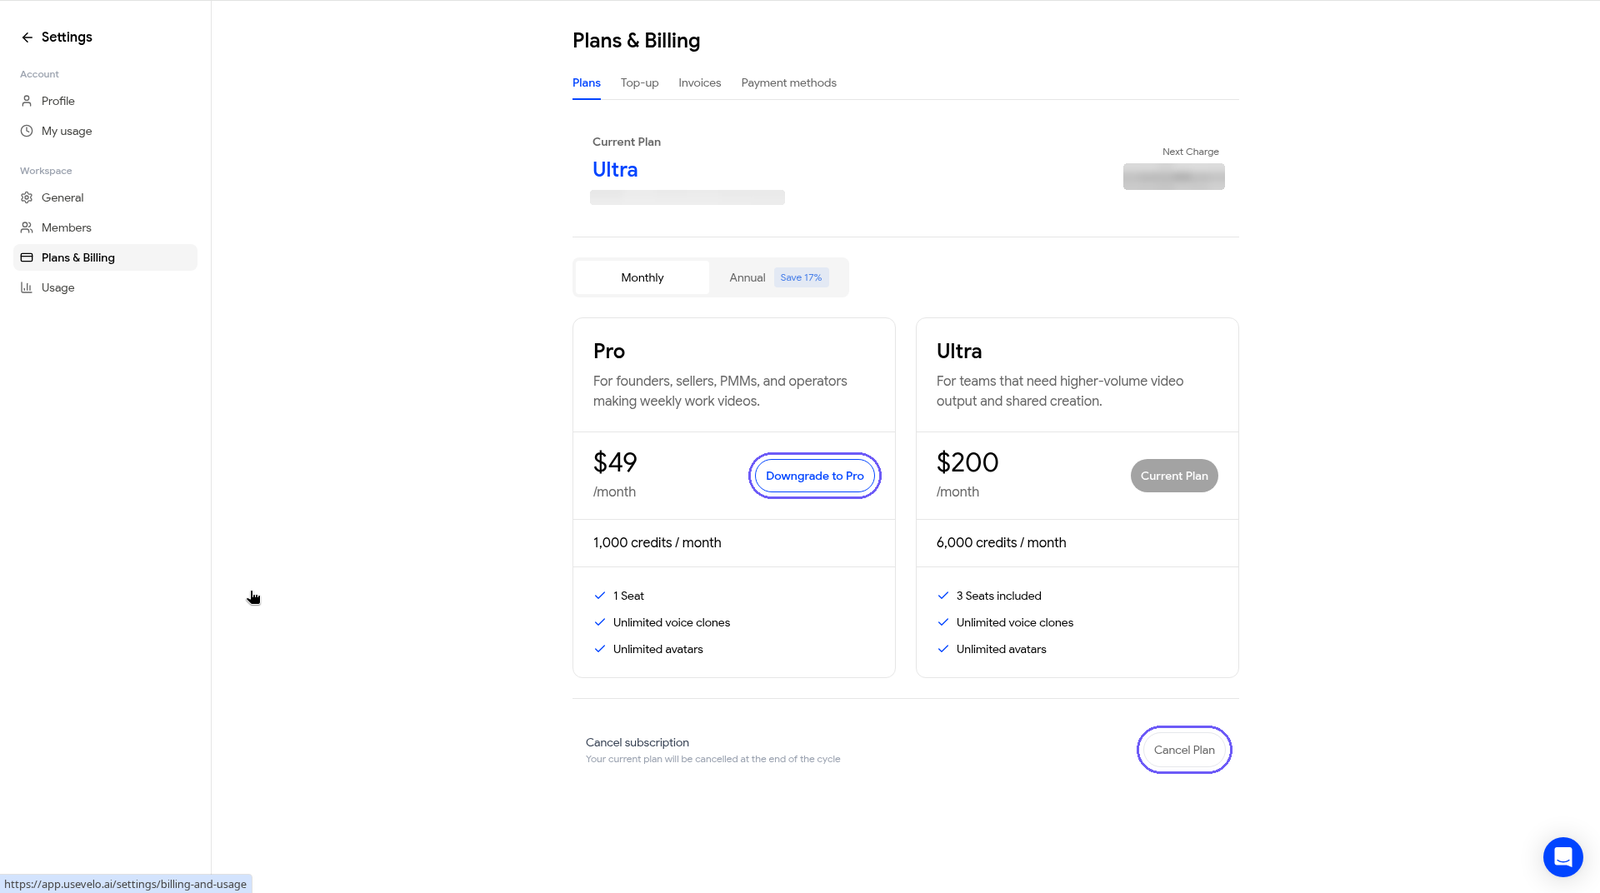 Settings
Account
Profile
My usage
Workspace
General
Members
Plans & Billing
Usage
Plans & Billing
Plans
Top-up
Invoices
Payment methods
Current Plan
Ultra
Next Charge
Monthly
Annual
Save 17%
Pro
For founders, sellers, PMMs, and operators
making weekly work videos.
$49
/month
Downgrade to Pro
1,000 credits / month
1 Seat
Unlimited voice clones
Unlimited avatars
Ultra
For teams that need higher-volume video
output and shared creation.
$200
/month
Current Plan
6,000 credits / month
3 Seats included
Unlimited voice clones
Unlimited avatars
Cancel subscription
Your current plan will be cancelled at the end of the cycle
Cancel Plan
https://app.usevelo.ai/settings/billing-and-usage